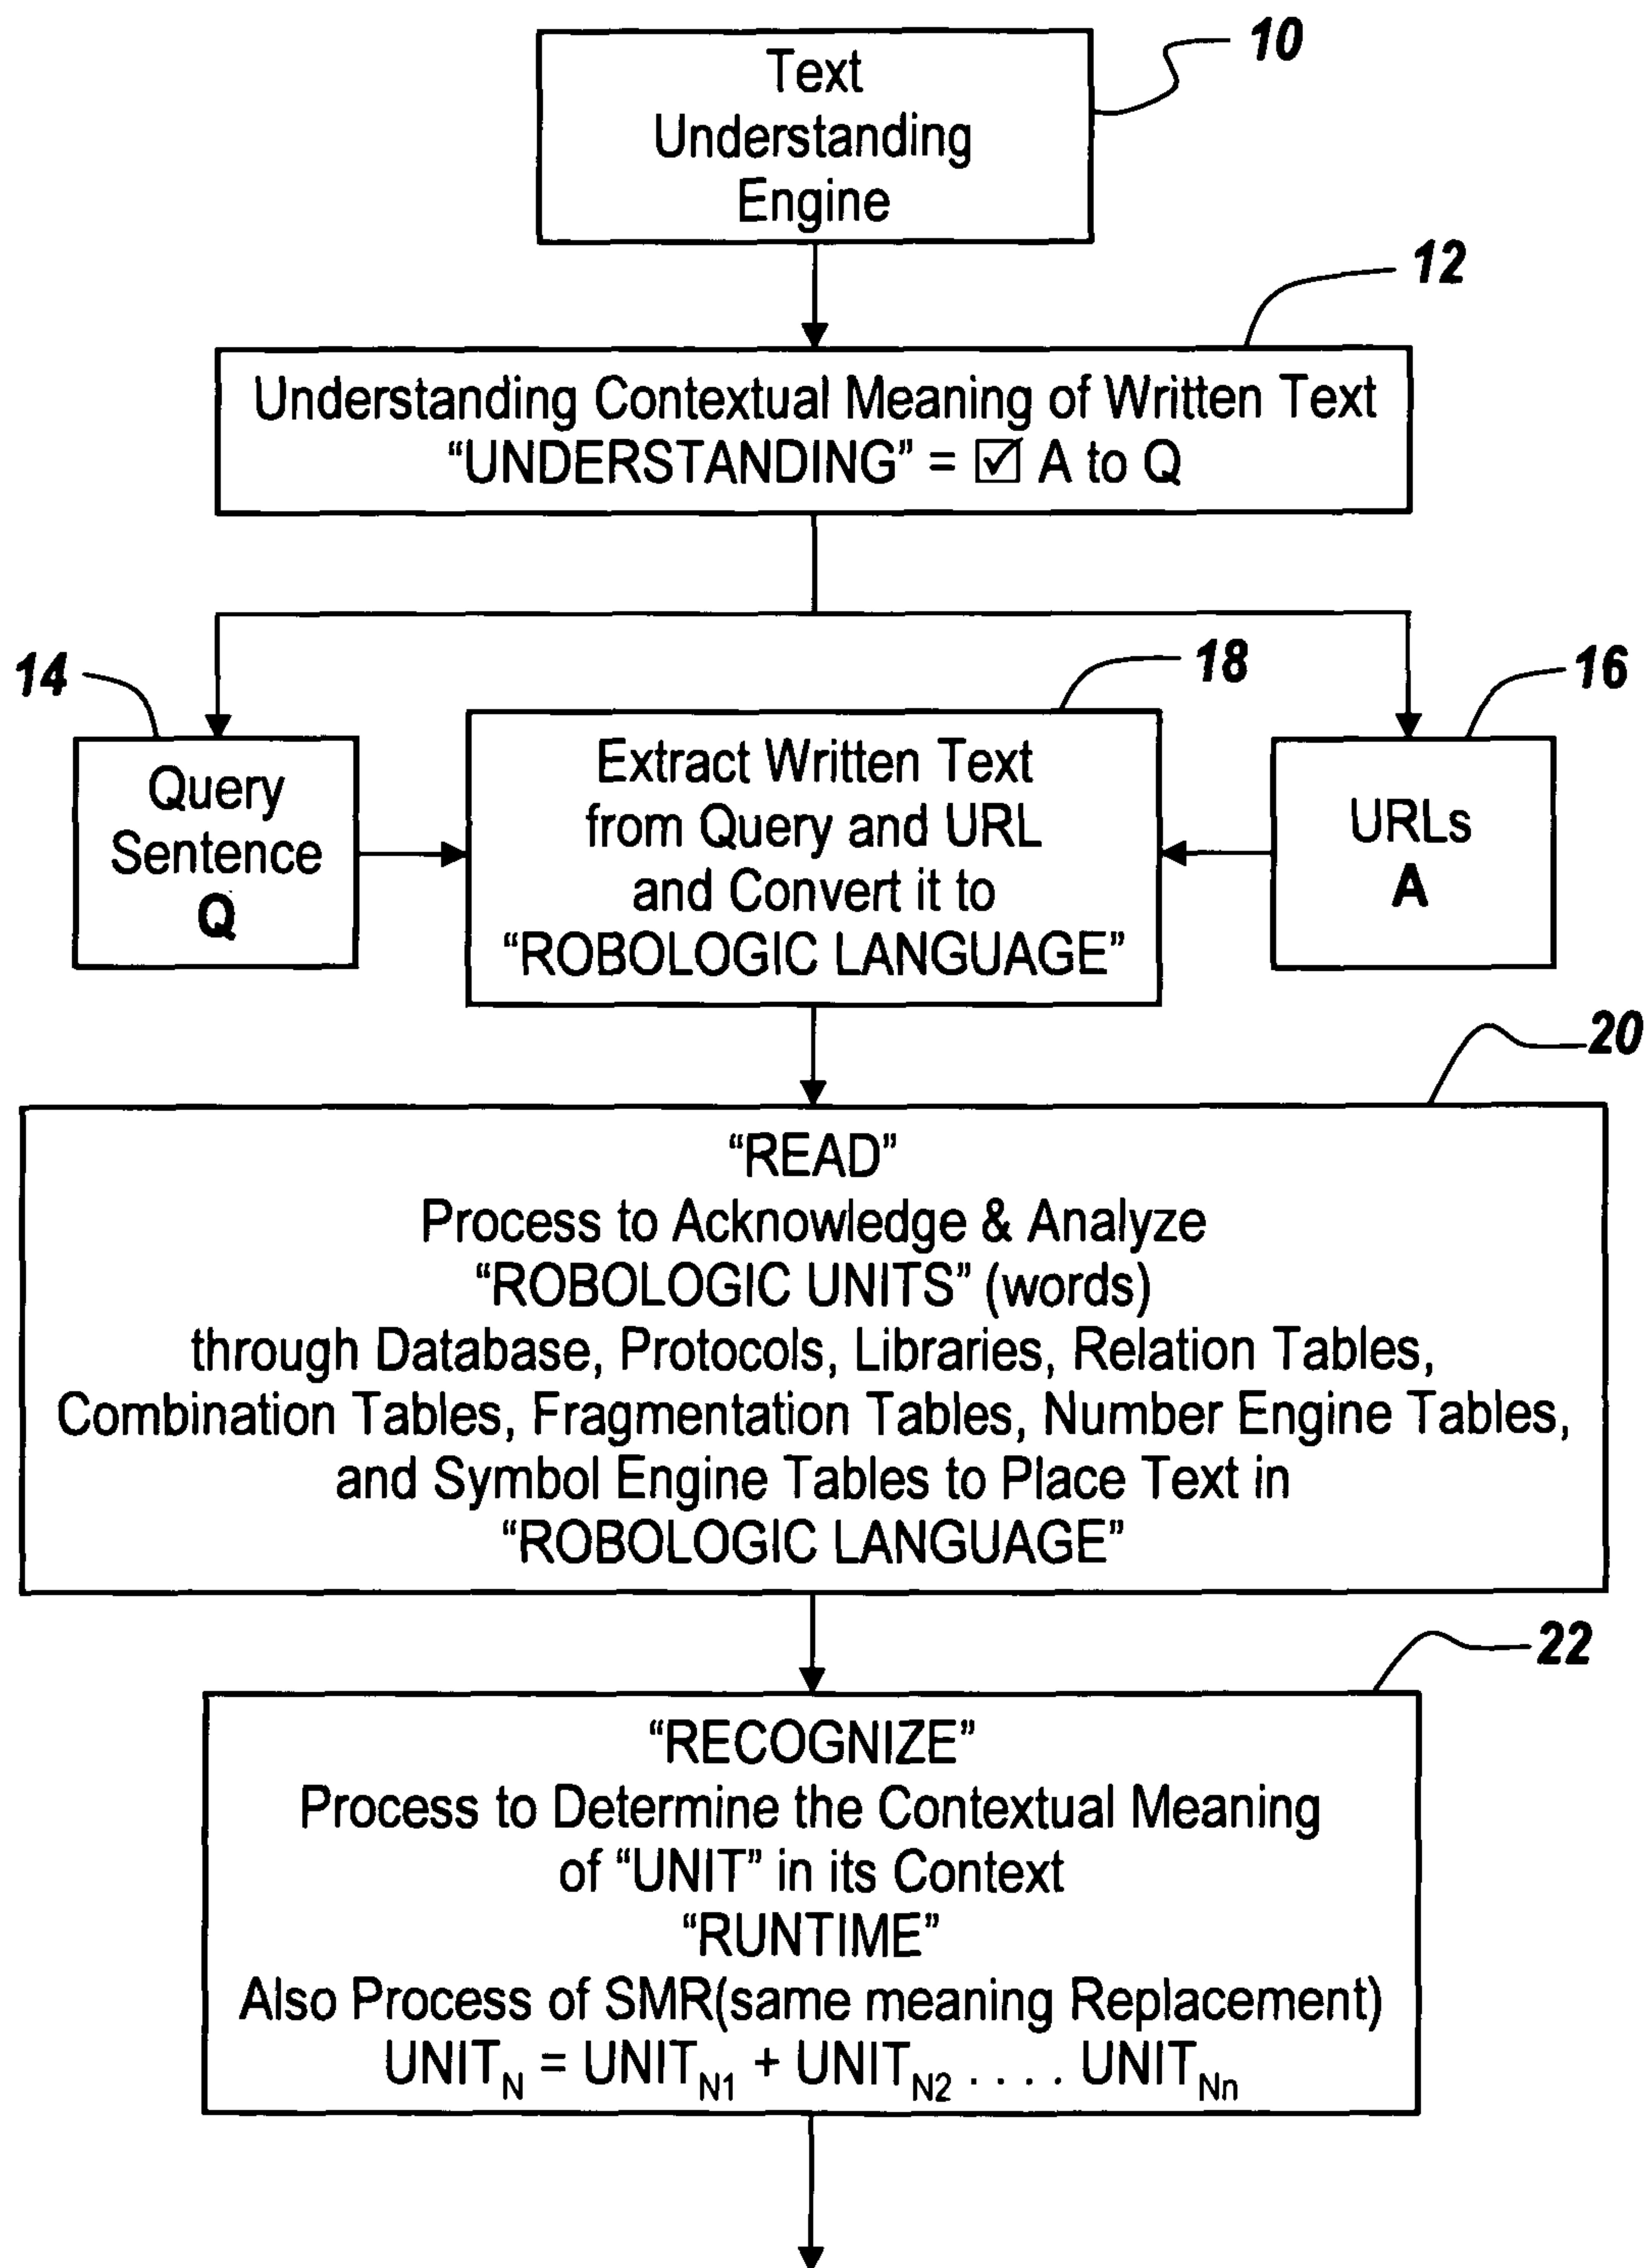 10
Text
Understanding
Engine
12
Understanding Contextual Meaning of Written Text
“UNDERSTANDING” = ☑ A to Q
14
18
16
Query
Sentence
Q
Extract Written Text
from Query and URL
and Convert it to
“ROBOLOGIC LANGUAGE”
URLs
A
20
“READ”
Process to Acknowledge & Analyze
“ROBOLOGIC UNITS” (words)
through Database, Protocols, Libraries, Relation Tables,
Combination Tables, Fragmentation Tables, Number Engine Tables,
and Symbol Engine Tables to Place Text in
“ROBOLOGIC LANGUAGE”
22
“RECOGNIZE”
Process to Determine the Contextual Meaning
of “UNIT” in its Context
“RUNTIME”
Also Process of SMR(same meaning Replacement)
UNIT_N = UNIT_N1 + UNIT_N2 . . . . UNIT_Nn